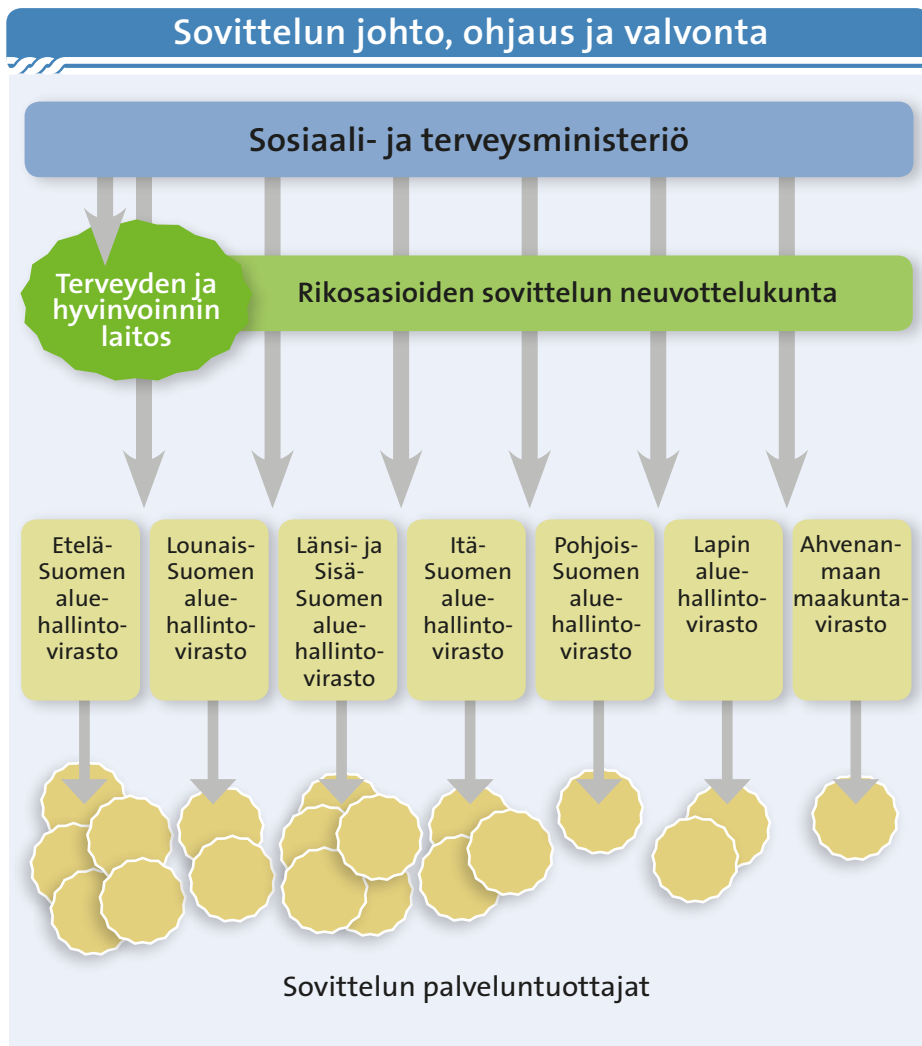 Sovittelun johto, ohjaus ja valvonta
Sosiaali- ja terveysministeriö
Terveyden ja
hyvinvoinnin
laitos
Rikosasioiden sovittelun neuvottelukunta
Etelä-
Suomen
alue-
hallinto-
virasto
Lounais-
Suomen
alue-
hallinto-
virasto
Länsi- ja
Sisä-
Suomen
alue-
hallinto-
virasto
Itä-
Suomen
alue-
hallinto-
virasto
Pohjois-
Suomen
alue-
hallinto-
virasto
Lapin
alue-
hallinto-
virasto
Ahvenan-
maan
maakunta-
virasto
Sovittelun palveluntuottajat